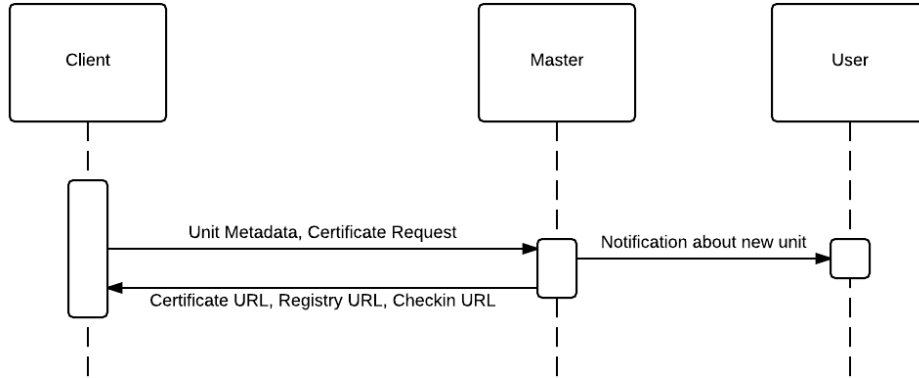 Client
Master
User
Unit Metadata, Certificate Request
Notification about new unit
Certificate URL, Registry URL, Checkin URL